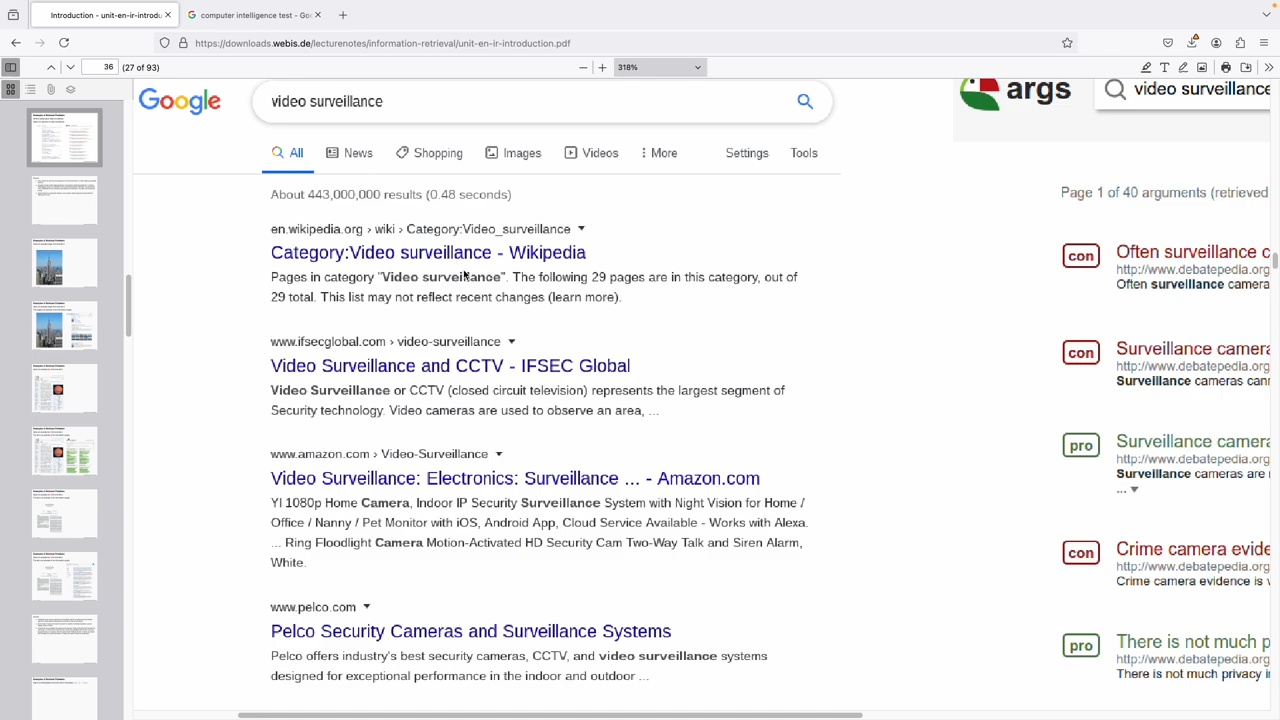 Introduction - unit-en-ir-introdu
computer intelligence test - Goo
https://downloads.webis.de/lecturenotes/information-retrieval/unit-en-ir-introduction.pdf
36 (27 of 93)
318%
Google
video surveillance
args
video surveillance
All News Shopping Images Videos More Settings Tools
About 443,000,000 results (0.48 seconds)
Page 1 of 40 arguments (retrieved
en.wikipedia.org › wiki › Category:Video_surveillance
Category:Video surveillance - Wikipedia
Pages in category "Video surveillance". The following 29 pages are in this category, out of
29 total. This list may not reflect recent changes (learn more).
www.ifsecglobal.com › video-surveillance
Video Surveillance and CCTV - IFSEC Global
Video Surveillance or CCTV (closed-circuit television) represents the largest segment of
Security technology. Video cameras are used to observe an area, ...
www.amazon.com › Video-Surveillance
Video Surveillance: Electronics: Surveillance ... - Amazon.com
YI 1080p Home Camera, Indoor IP Security Surveillance System with Night Vision for Home /
Office / Nanny / Pet Monitor with iOS, Android App, Cloud Service Available - Works with Alexa.
... Ring Floodlight Camera Motion-Activated HD Security Cam Two-Way Talk and Siren Alarm,
White.
www.pelco.com
Pelco Security Cameras and Surveillance Systems
Pelco offers industry's best security cameras, CCTV, and video surveillance systems
designed to exceptional performance in indoor and outdoor ...
con
Often surveillance c
http://www.debatepedia.org
Often surveillance camera
con
Surveillance camera
http://www.debatepedia.org
Surveillance cameras can
pro
Surveillance camera
http://www.debatepedia.org
Surveillance cameras are
...
con
Crime camera evide
http://www.debatepedia.org
Crime camera evidence is v
pro
There is not much p
http://www.debatepedia.org
There is not much privacy i